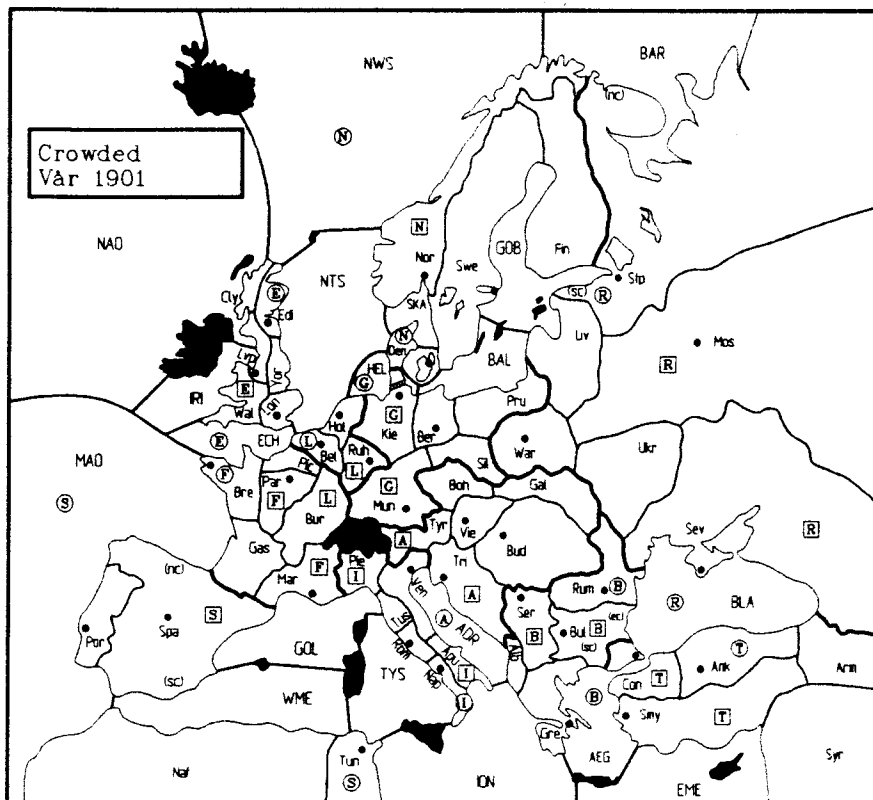 NWS
BAR
(nc)
N
Crowded
Vår 1901
NAO
N
Nor
Swe
GOB
Fin
Stp
(sc)
R
NTS
SKA
Cly
E
Edl
N
Den
Lvp
Yor
HEL
G
BAL
Liv
Mos
R
IRI
E
Wal
Lon
Hol
G
Kie
Ber
Pru
War
Ukr
MAO
S
E
ECH
L
Bel
Ruh
L
Sil
F
Bre
Pic
Par
F
L
Bur
G
Mun
Boh
Gal
Tyr
Vie
Sev
R
Gas
A
Bud
Mar
F
Pie
I
Ven
Tri
A
Rum
B
R
BLA
(nc)
S
Por
Spa
(sc)
GOL
Tus
Rom
A
ADR
Ser
B
Bul
B
(ec)
(sc)
Alb
Apu
I
Nap
I
TYS
WME
Con
T
Ank
T
Arm
B
Gre
Smy
T
AEG
Naf
Tun
S
ION
EME
Syr